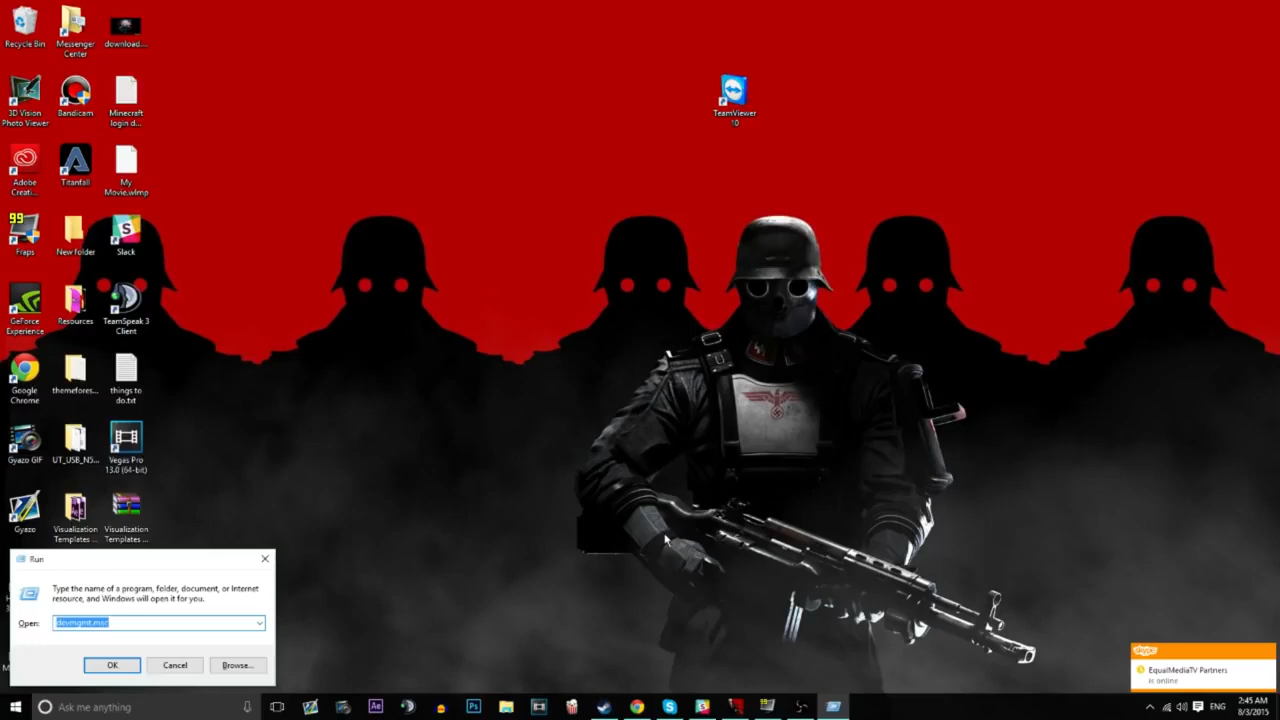 Recycle Bin
Messenger
Center
download....
3D Vision
Photo Viewer
Bandicam
Minecraft
login d...
Adobe
Creati...
Titanfall
My
Movie.wlmp
99
Fraps
New folder
Slack
GeForce
Experience
Resources
TeamSpeak 3
Client
Google
Chrome
themefores...
things to
do.txt
Gyazo GIF
UT_USB_N5...
Vegas Pro
13.0 (64-bit)
Gyazo
Visualization
Templates ...
Visualization
Templates ...
TeamViewer
10
Run
Type the name of a program, folder, document, or Internet
resource, and Windows will open it for you.
Open: devmgmt.msc
OK
Cancel
Browse...
skype
EqualMediaTV Partners
is online
Ask me anything
Ae
Ps
99
ENG
2:45 AM
8/3/2015